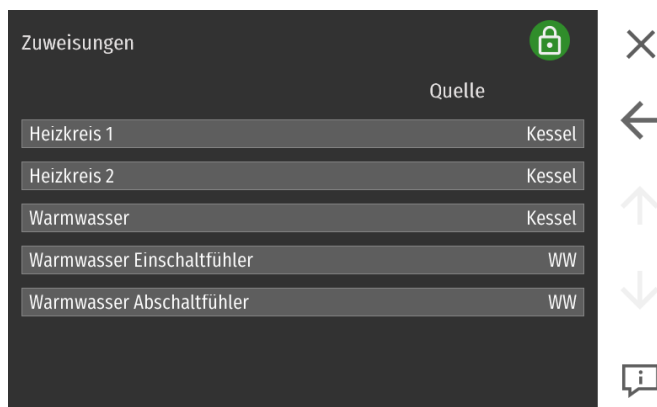 Zuweisungen
Quelle
Heizkreis 1 Kessel
Heizkreis 2 Kessel
Warmwasser Kessel
Warmwasser Einschaltfühler WW
Warmwasser Abschaltfühler WW